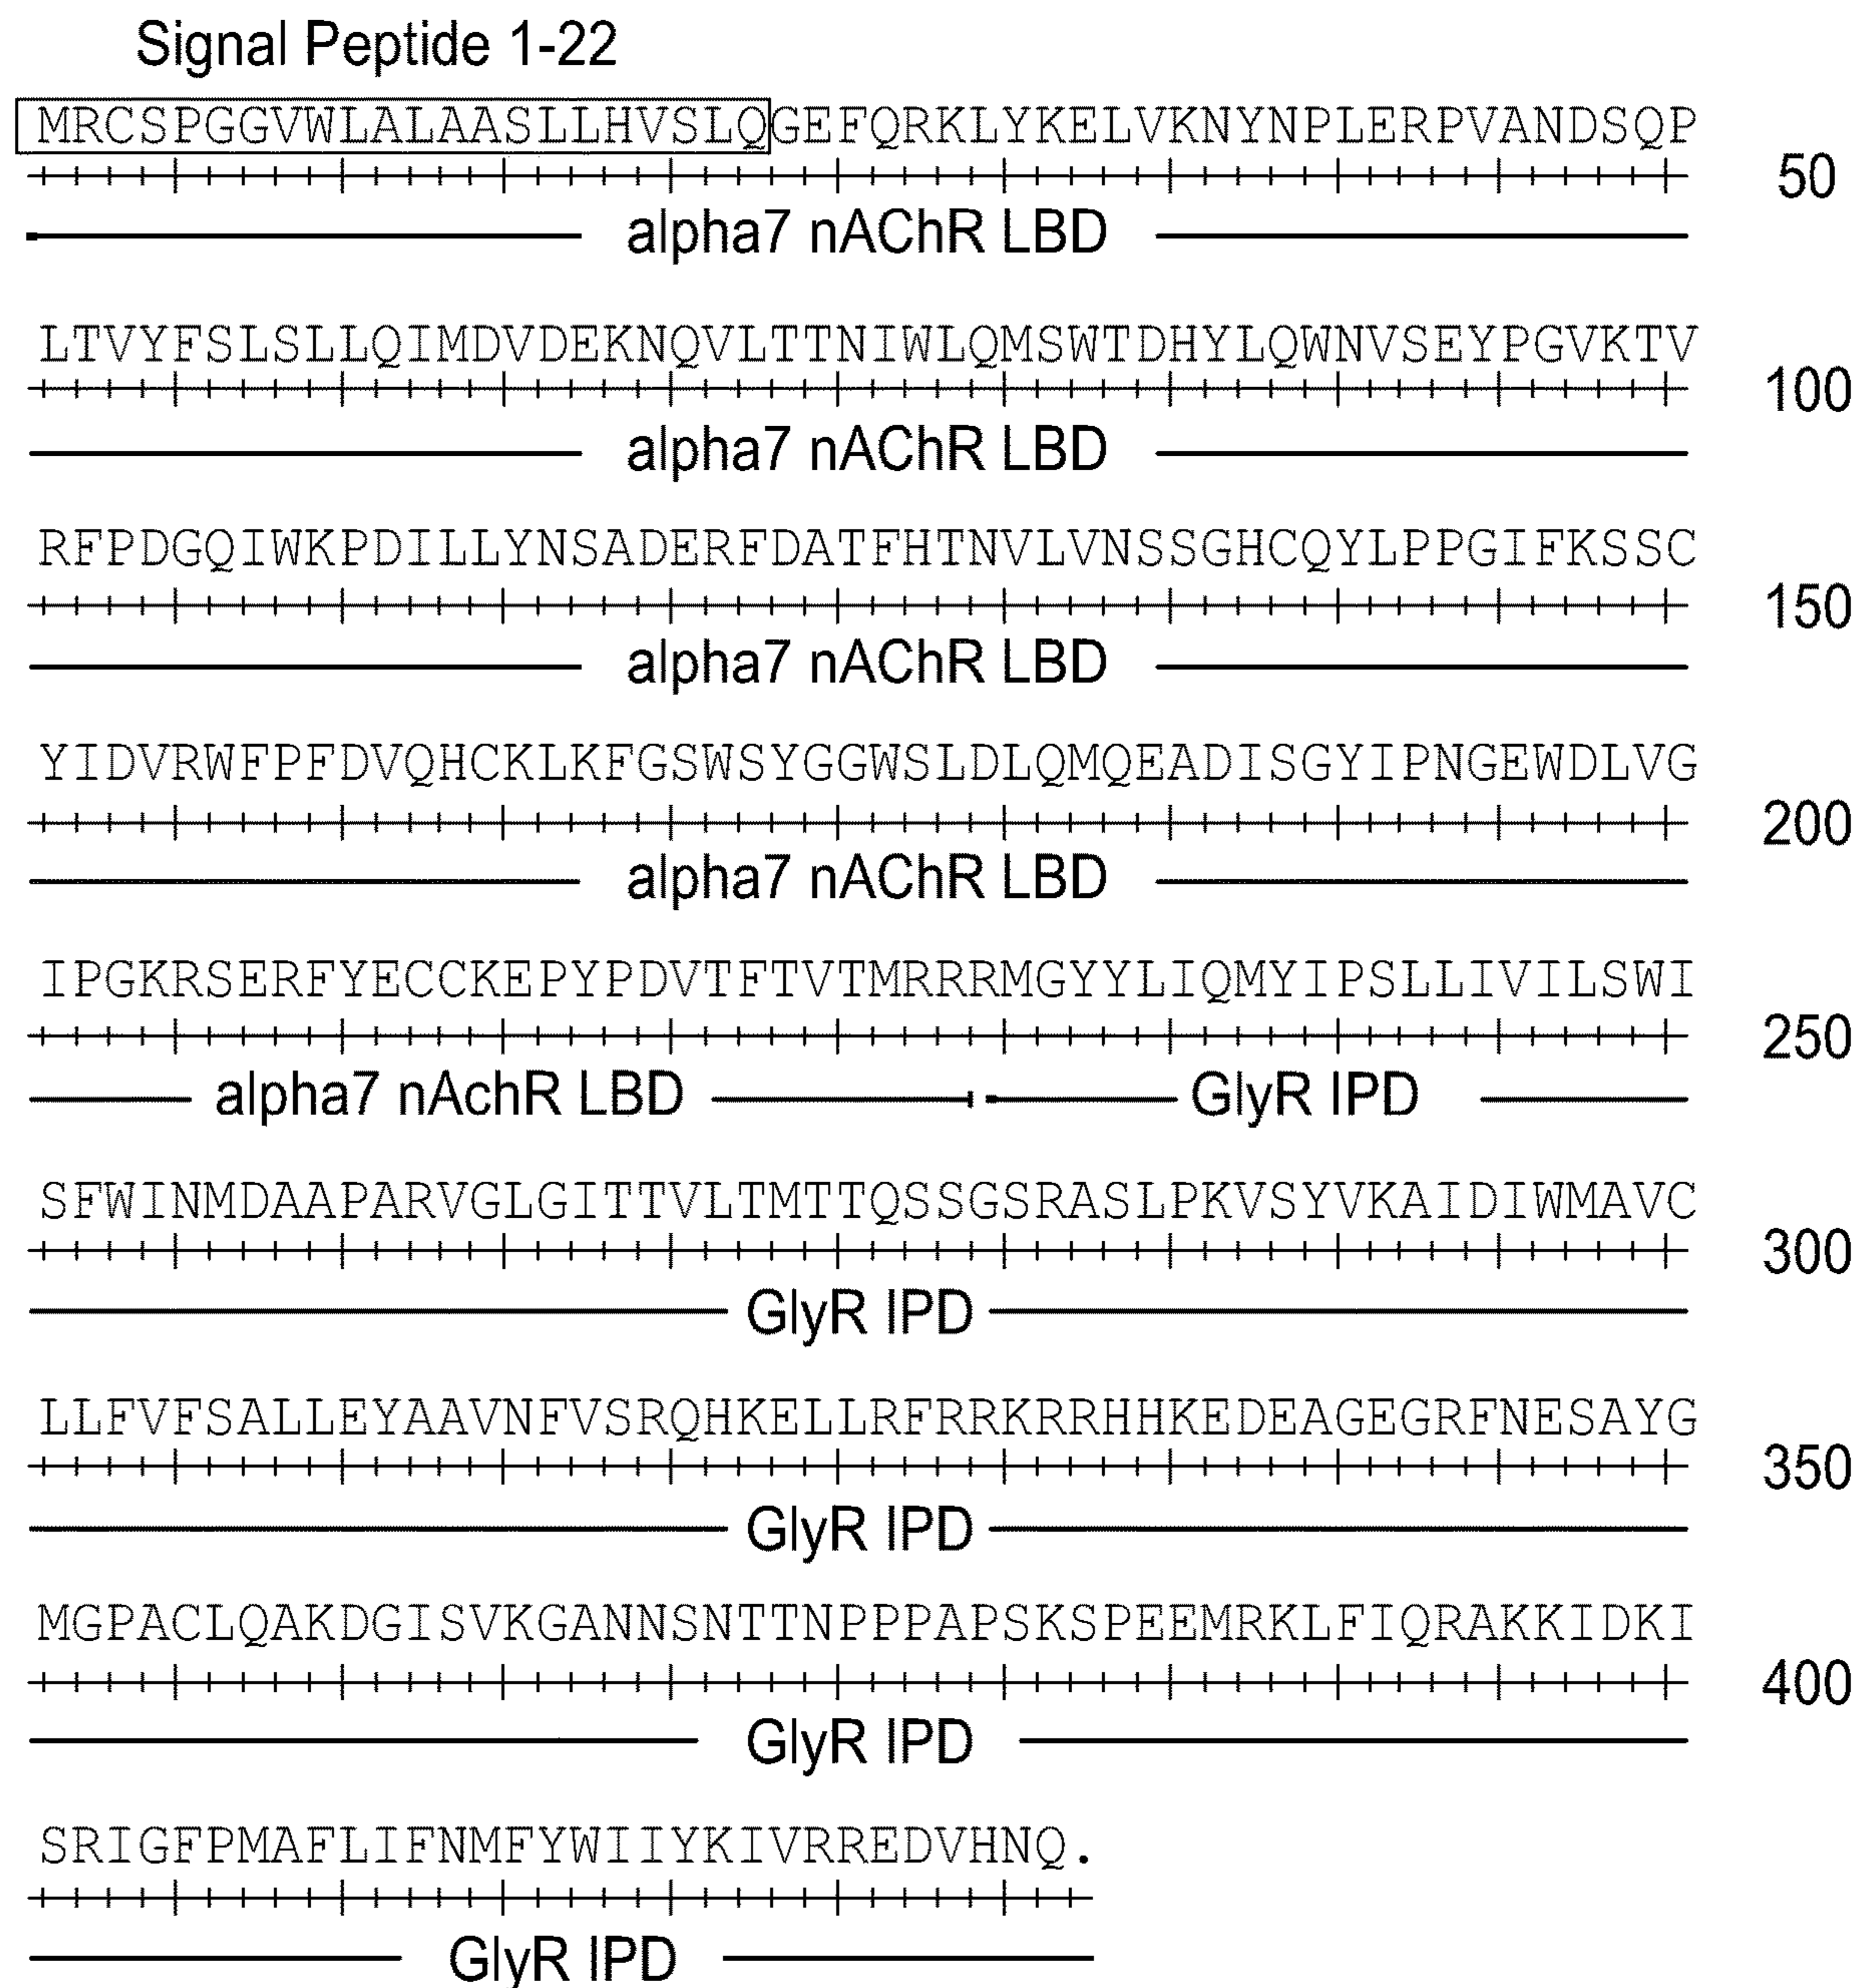 Signal Peptide 1-22
MRCSPGGVWLALAASLLHVSLQGEFQRKLYKELVKNYNPLERPVANDSQP
50
alpha7 nAChR LBD
LTVYFSLSLLQIMDVDEKNQVLTTNIWLQMSWTDHYLQWNVSEYPGVKTV
100
alpha7 nAChR LBD
RFPDGQIWKPDILLYNSADERFDATFHTNVLVNSSGHCQYLPPGIFKSSC
150
alpha7 nAChR LBD
YIDVRWFPFDVQHCKLKFGSWSYGGWSLDLQMQEADISGYIPNGEWDLVG
200
alpha7 nAChR LBD
IPGKRSERFYECCKEPYPDVTFTVTMRRRMGYYLIQMYIPSLLIVILSWI
250
alpha7 nAchR LBD GlyR IPD
SFWINMDAAPARVGLGITTVLTMTTQSSGSRASLPKVSYVKAIDIWMAVC
300
GlyR IPD
LLFVFSALLEYAAVNFVSRQHKELLRFRRKRRHHKEDEAGEGRFNESAYG
350
GlyR IPD
MGPACLQAKDGISVKGANNSNTTNPPPAPSKSPEEMRKLFIQRAKKIDKI
400
GlyR IPD
SRIGFPMAFLIFNMFYWIIYKIVRREDVHNQ.
GlyR IPD